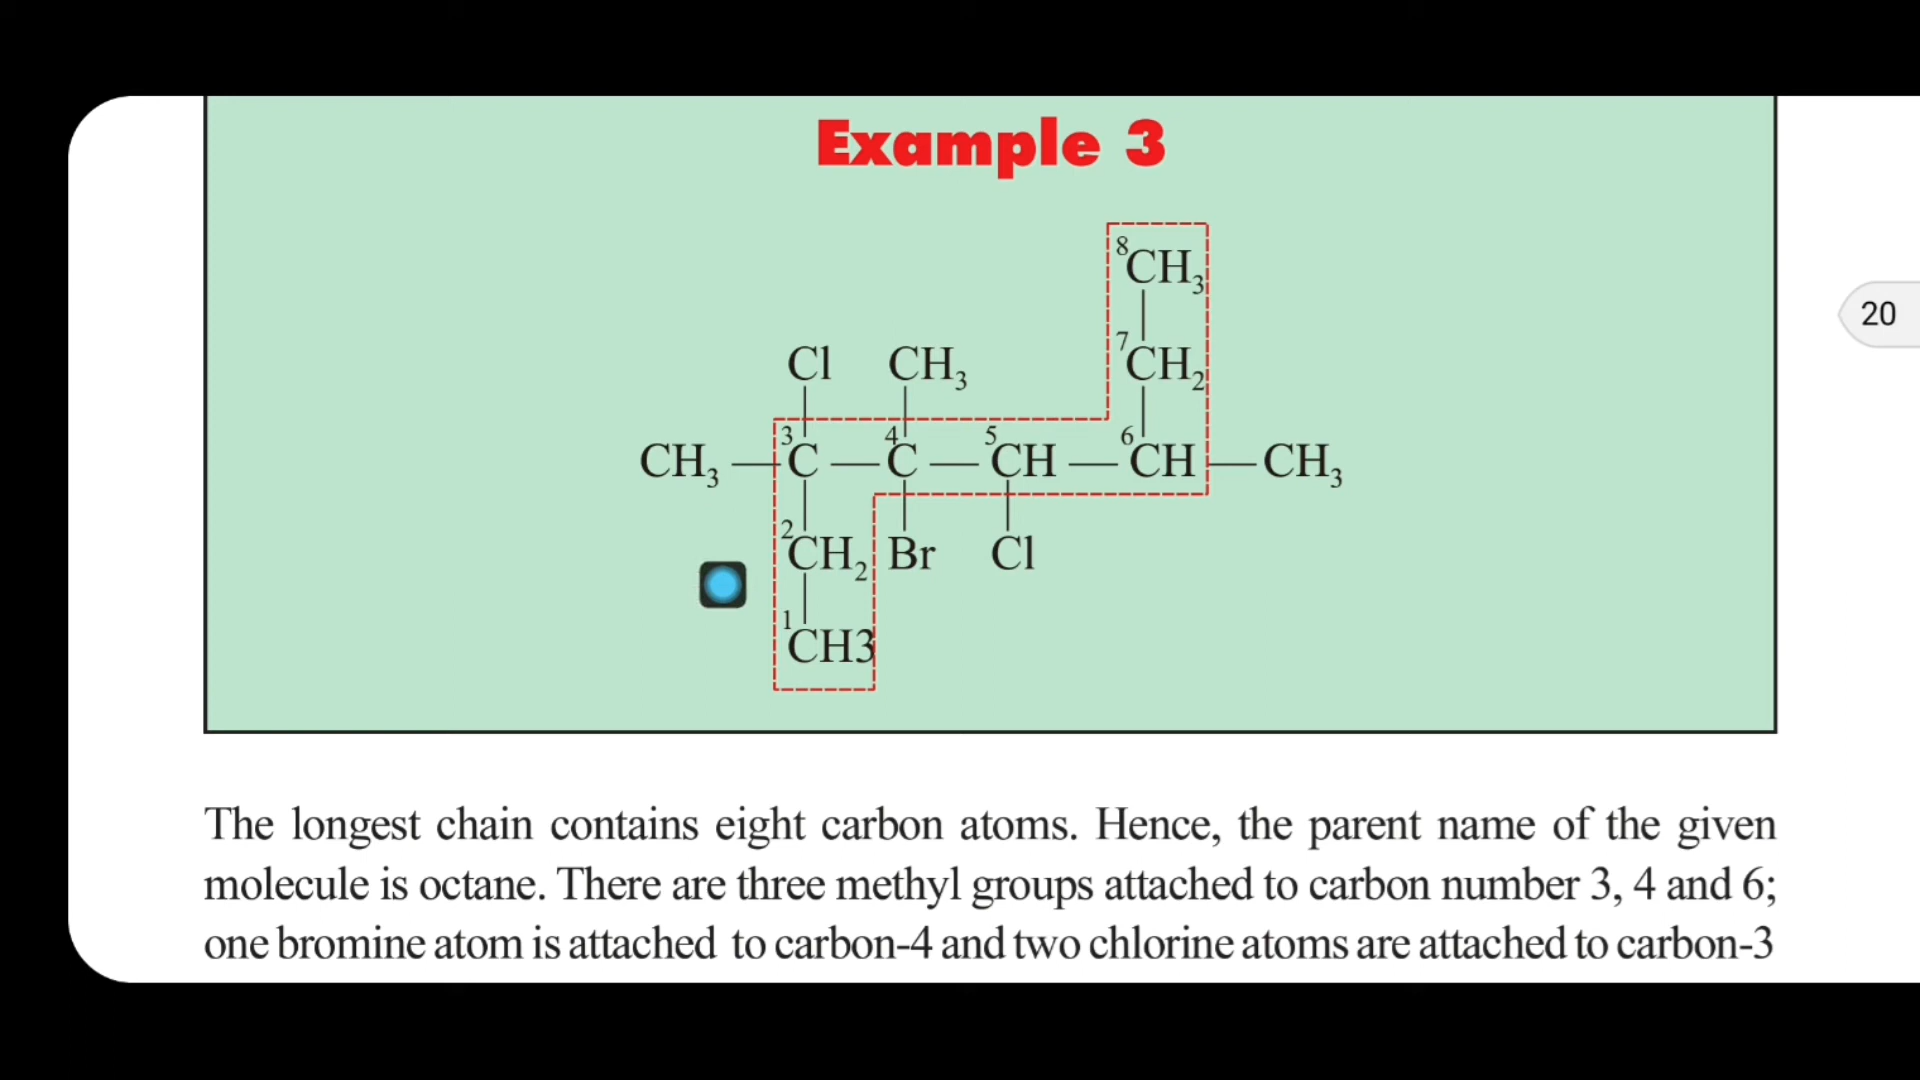 Example 3
⁸CH₃
⁷CH₂
Cl CH₃
CH₃ — ³C — ⁴C — ⁵CH — ⁶CH — CH₃
²CH₂ Br Cl
¹CH3
20
The longest chain contains eight carbon atoms. Hence, the parent name of the given
molecule is octane. There are three methyl groups attached to carbon number 3, 4 and 6;
one bromine atom is attached to carbon-4 and two chlorine atoms are attached to carbon-3